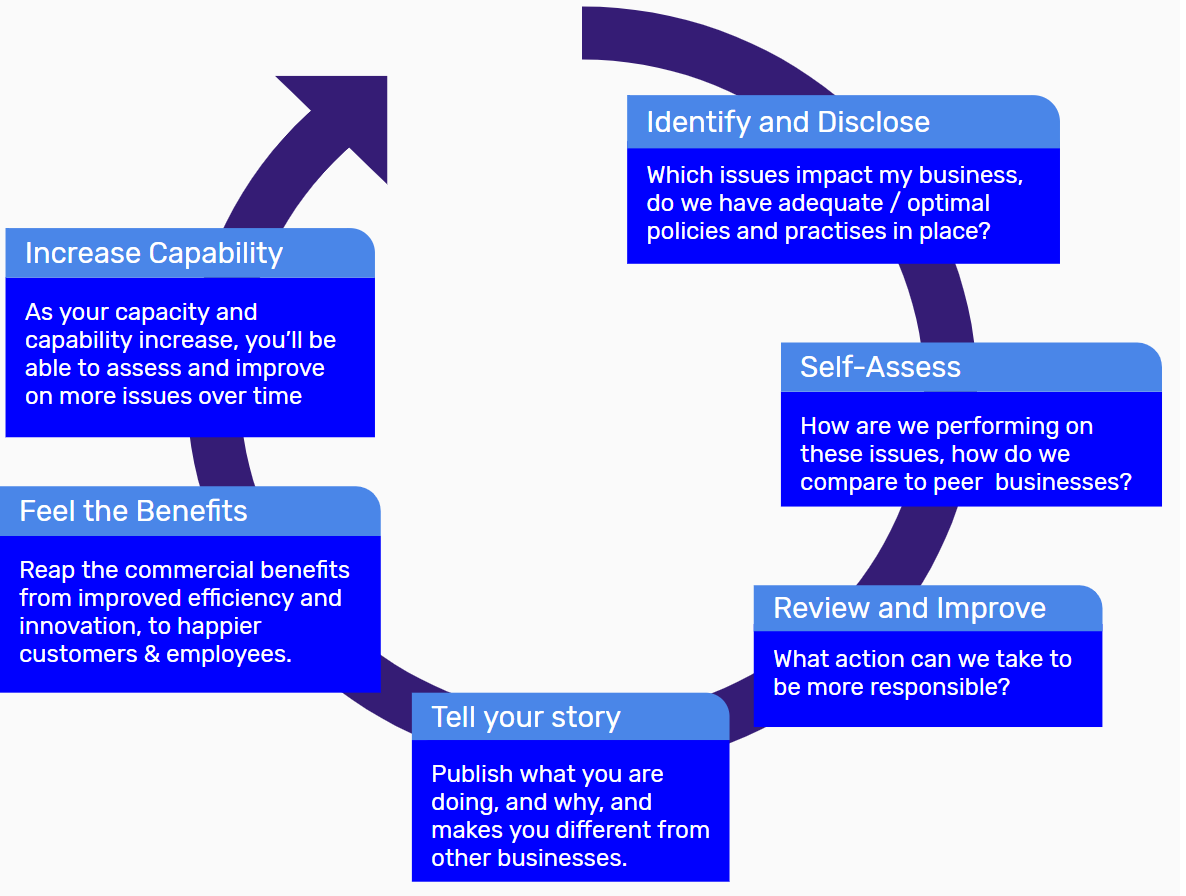 Identify and Disclose
Which issues impact my business,
do we have adequate / optimal
policies and practises in place?
Self-Assess
How are we performing on
these issues, how do we
compare to peer  businesses?
Review and Improve
What action can we take to
be more responsible?
Tell your story
Publish what you are
doing, and why, and
makes you different from
other businesses.
Feel the Benefits
Reap the commercial benefits
from improved efficiency and
innovation, to happier
customers & employees.
Increase Capability
As your capacity and
capability increase, you’ll be
able to assess and improve
on more issues over time